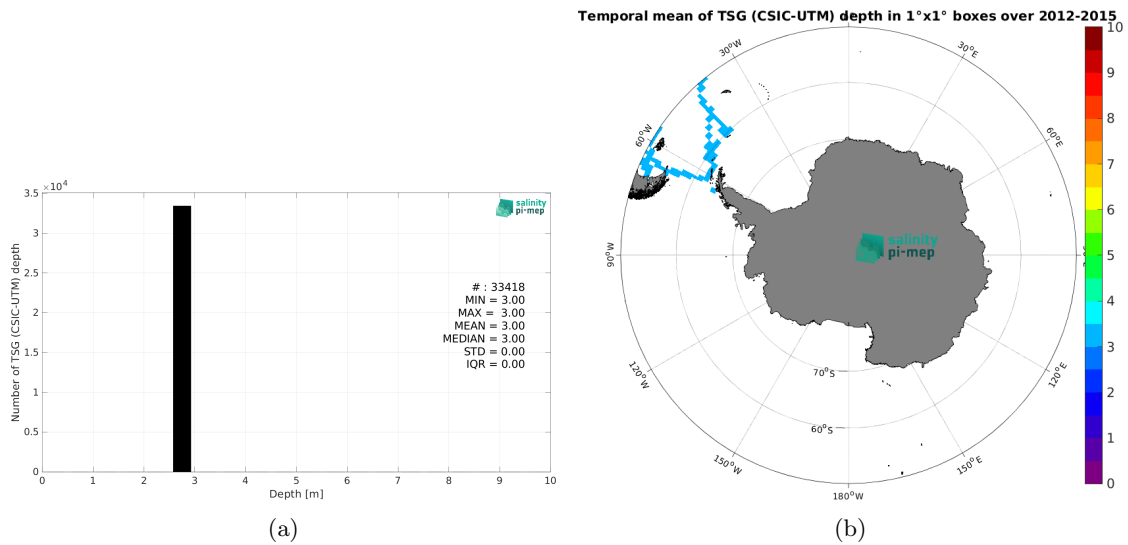 ×10⁴
3.5
3
2.5
2
1.5
1
0.5
0
Number of TSG (CSIC-UTM) depth
salinity
pi-mep
# : 33418
MIN = 3.00
MAX = 3.00
MEAN = 3.00
MEDIAN = 3.00
STD = 0.00
IQR = 0.00
0 1 2 3 4 5 6 7 8 9 10
Depth [m]
(a)
Temporal mean of TSG (CSIC-UTM) depth in 1°x1° boxes over 2012-2015
30°W
30°E
60°W
60°E
90°W
120°W
120°E
150°W
150°E
180°W
70°S
60°S
salinity
pi-mep
10
9
8
7
6
5
4
3
2
1
0
(b)